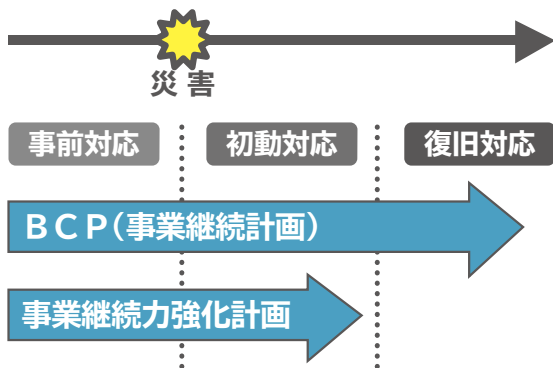 災害
事前対応
初動対応
復旧対応
ＢＣＰ（事業継続計画）
事業継続力強化計画